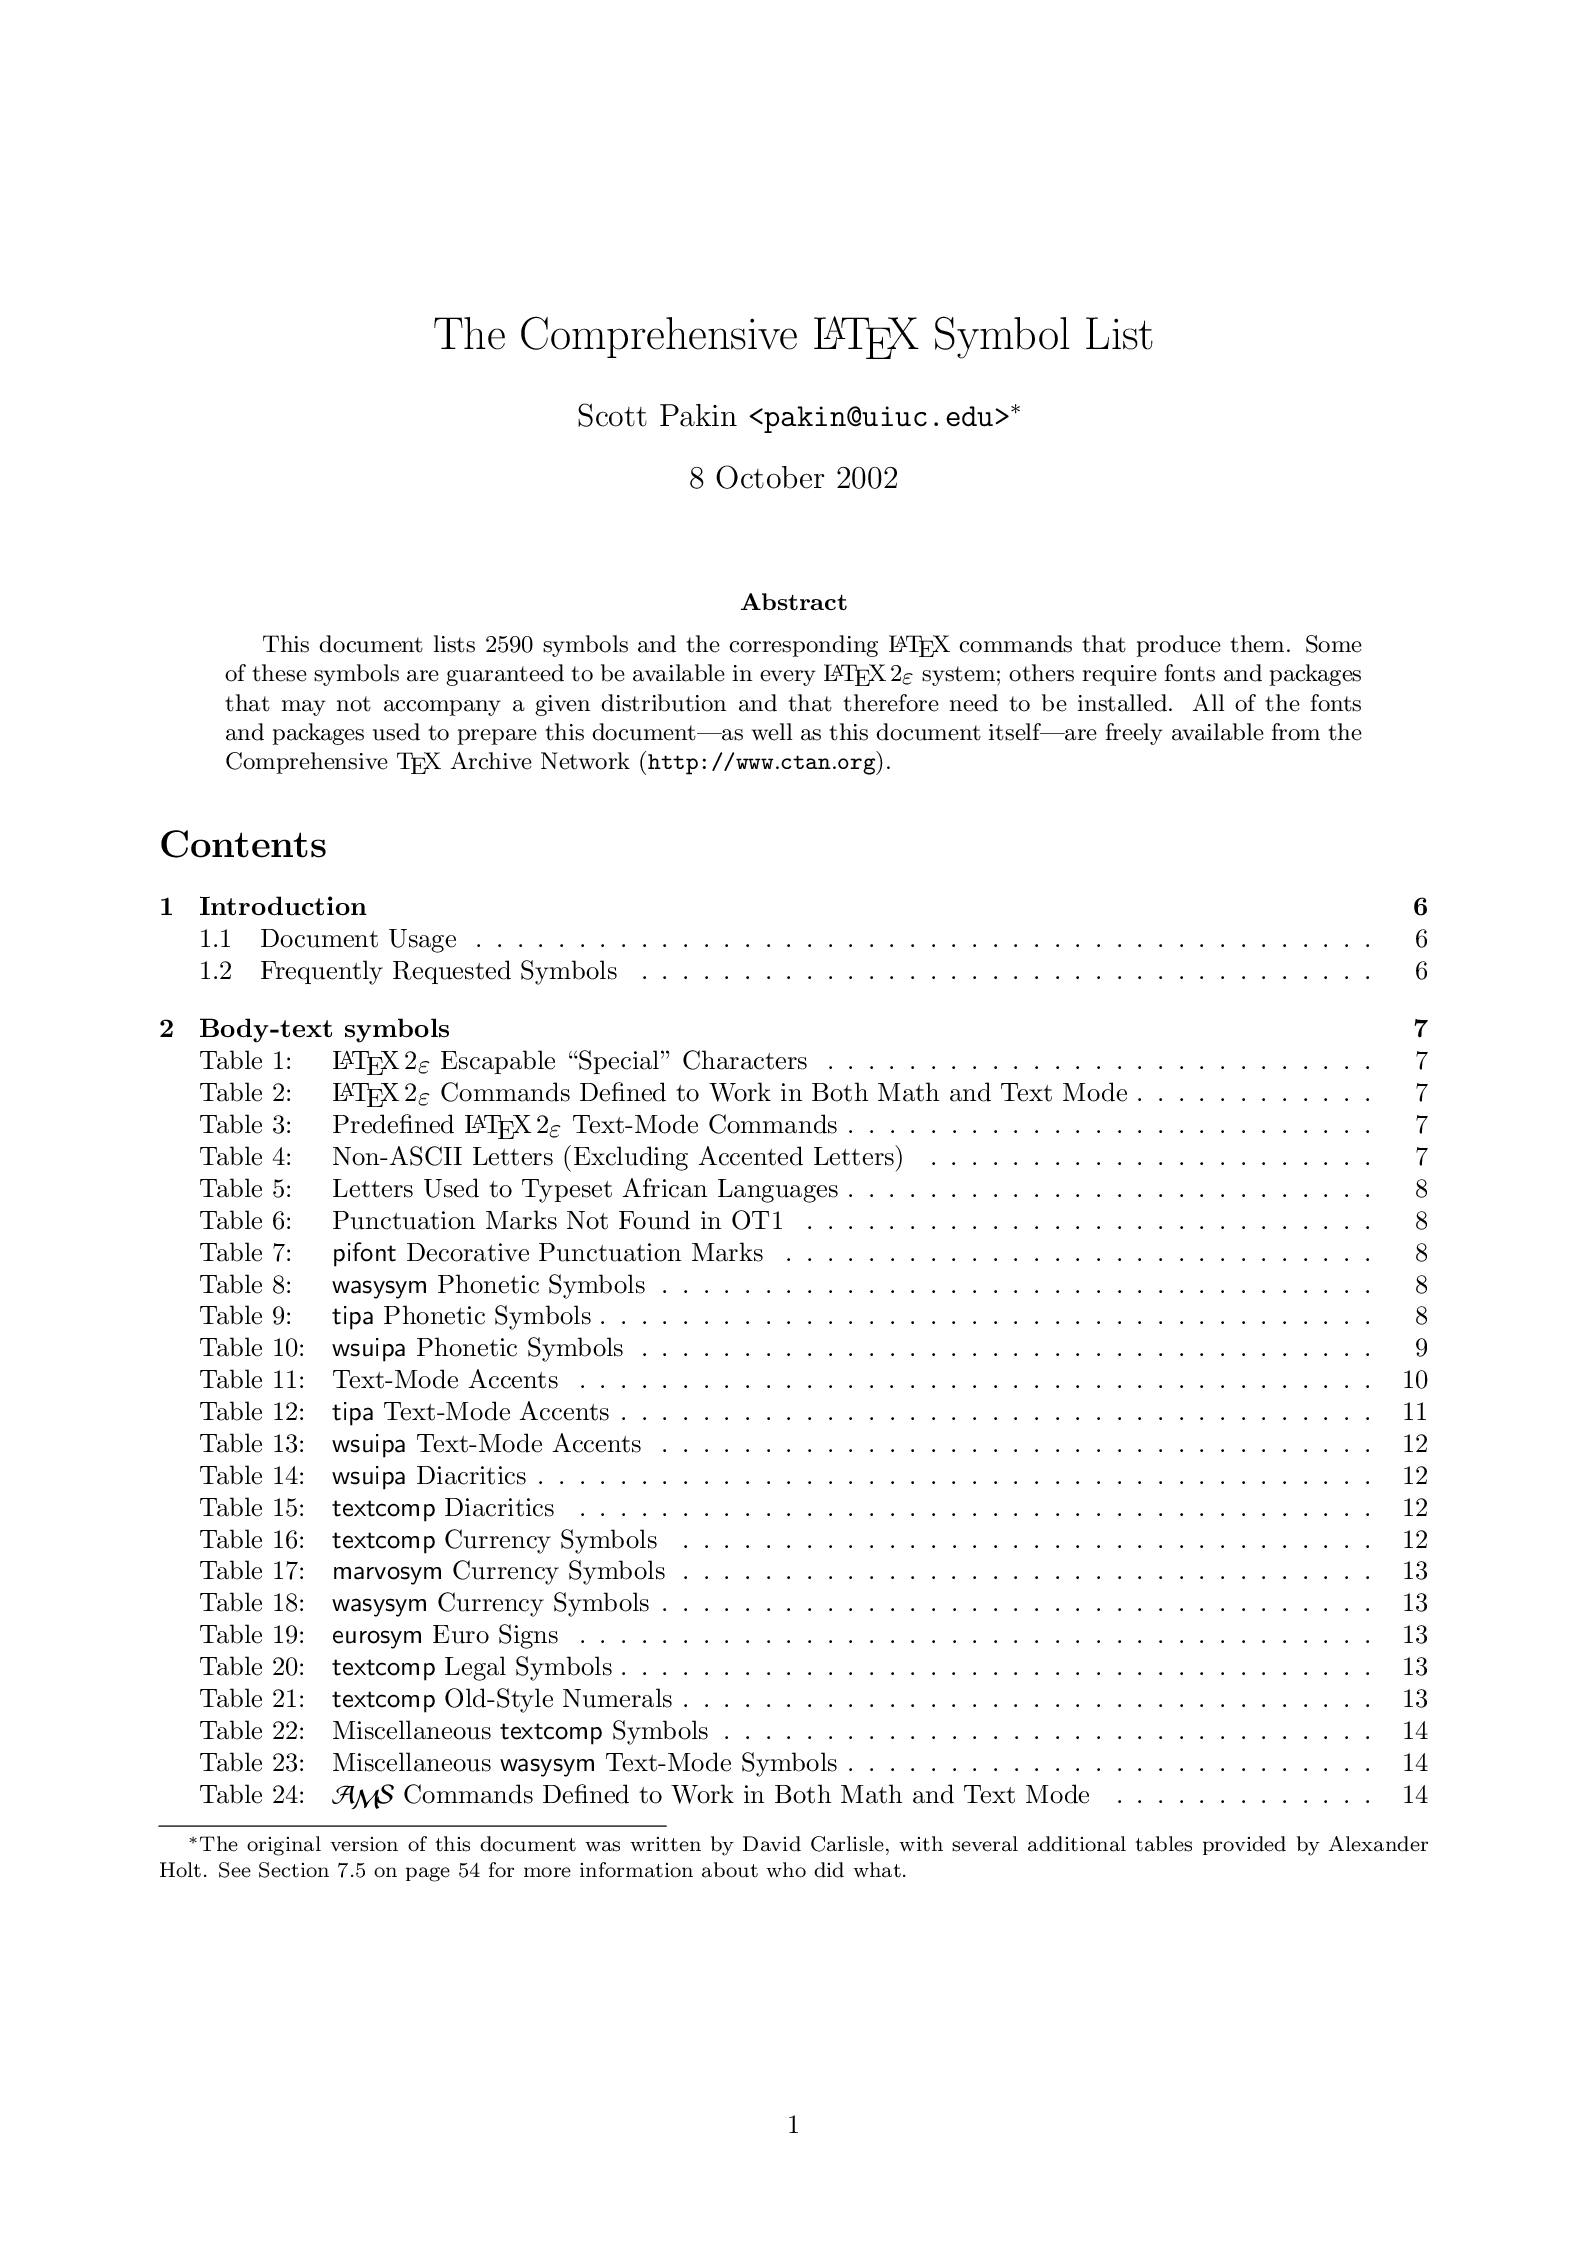 The Comprehensive LATEX Symbol List
Scott Pakin <pakin@uiuc.edu>*
8 October 2002
Abstract
This document lists 2590 symbols and the corresponding LATEX commands that produce them. Some
of these symbols are guaranteed to be available in every LATEX 2ε system; others require fonts and packages
that may not accompany a given distribution and that therefore need to be installed. All of the fonts
and packages used to prepare this document—as well as this document itself—are freely available from the
Comprehensive TEX Archive Network (http://www.ctan.org).
Contents
1 Introduction 6
1.1 Document Usage . . . . . . . . . . 6
1.2 Frequently Requested Symbols . . . . . . . . . . 6
2 Body-text symbols 7
Table 1: LATEX 2ε Escapable “Special” Characters . . . . . . . . . . 7
Table 2: LATEX 2ε Commands Defined to Work in Both Math and Text Mode . . . . . . . . . . 7
Table 3: Predefined LATEX 2ε Text-Mode Commands . . . . . . . . . . 7
Table 4: Non-ASCII Letters (Excluding Accented Letters) . . . . . . . . . . 7
Table 5: Letters Used to Typeset African Languages . . . . . . . . . . 8
Table 6: Punctuation Marks Not Found in OT1 . . . . . . . . . . 8
Table 7: pifont Decorative Punctuation Marks . . . . . . . . . . 8
Table 8: wasysym Phonetic Symbols . . . . . . . . . . 8
Table 9: tipa Phonetic Symbols . . . . . . . . . . 8
Table 10: wsuipa Phonetic Symbols . . . . . . . . . . 9
Table 11: Text-Mode Accents . . . . . . . . . . 10
Table 12: tipa Text-Mode Accents . . . . . . . . . . 11
Table 13: wsuipa Text-Mode Accents . . . . . . . . . . 12
Table 14: wsuipa Diacritics . . . . . . . . . . 12
Table 15: textcomp Diacritics . . . . . . . . . . 12
Table 16: textcomp Currency Symbols . . . . . . . . . . 12
Table 17: marvosym Currency Symbols . . . . . . . . . . 13
Table 18: wasysym Currency Symbols . . . . . . . . . . 13
Table 19: eurosym Euro Signs . . . . . . . . . . 13
Table 20: textcomp Legal Symbols . . . . . . . . . . 13
Table 21: textcomp Old-Style Numerals . . . . . . . . . . 13
Table 22: Miscellaneous textcomp Symbols . . . . . . . . . . 14
Table 23: Miscellaneous wasysym Text-Mode Symbols . . . . . . . . . . 14
Table 24: AMS Commands Defined to Work in Both Math and Text Mode . . . . . . . . . . 14
*The original version of this document was written by David Carlisle, with several additional tables provided by Alexander
Holt. See Section 7.5 on page 54 for more information about who did what.
1